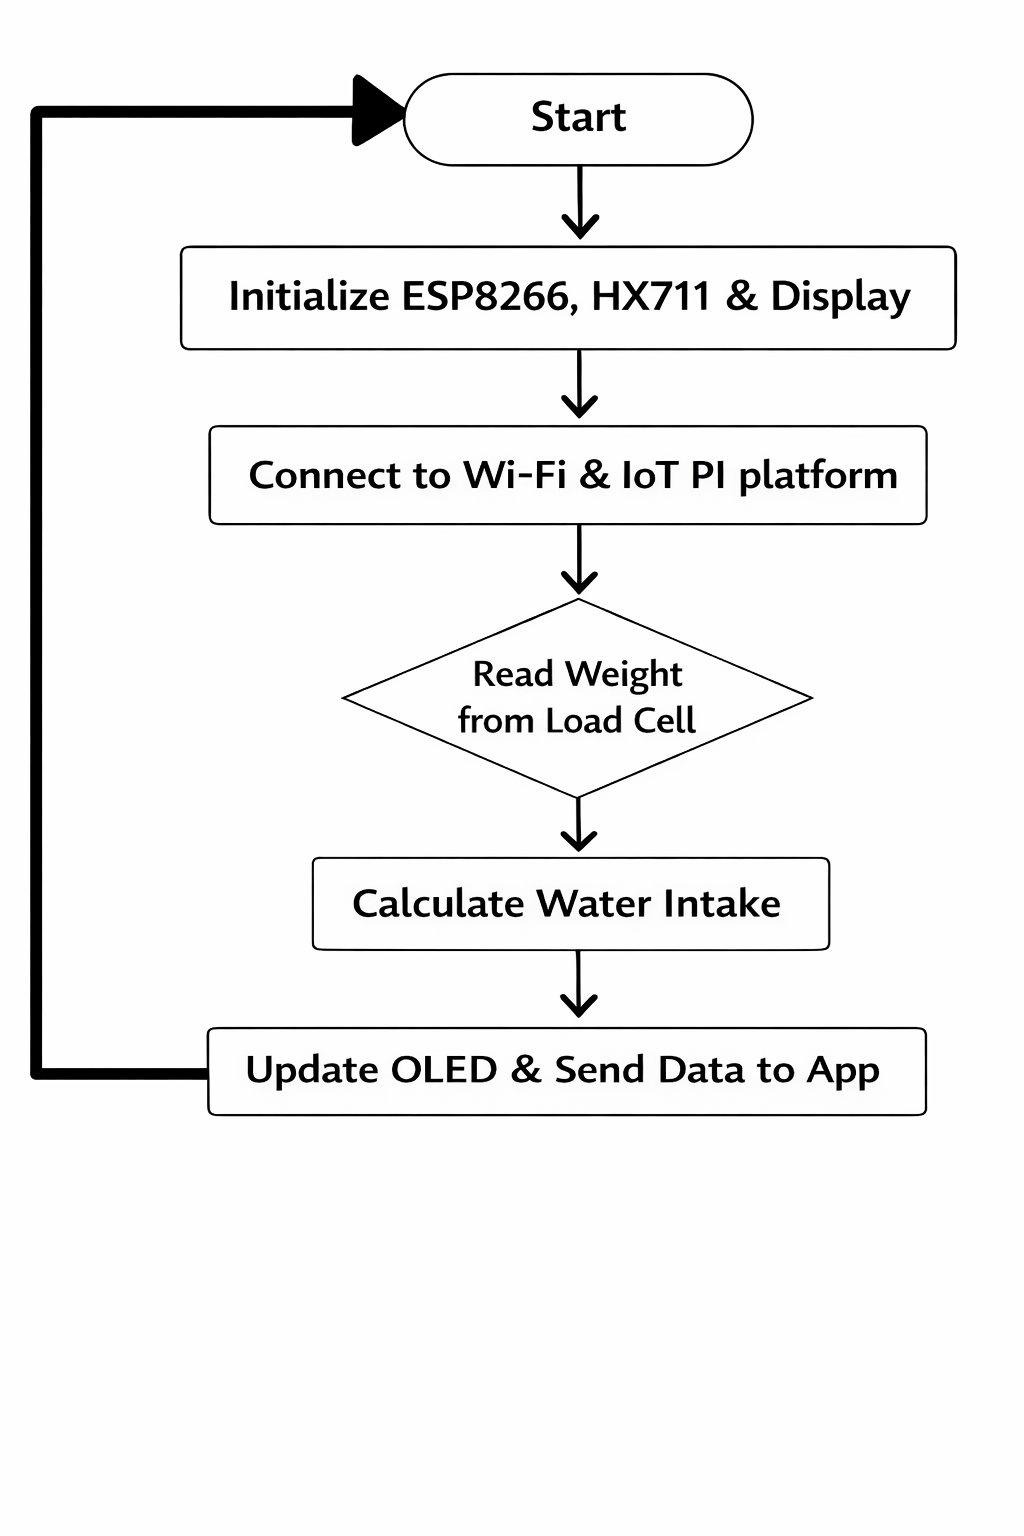 Start
Initialize ESP8266, HX711 & Display
Connect to Wi-Fi & IoT PI platform
Read Weight
from Load Cell
Calculate Water Intake
Update OLED & Send Data to App